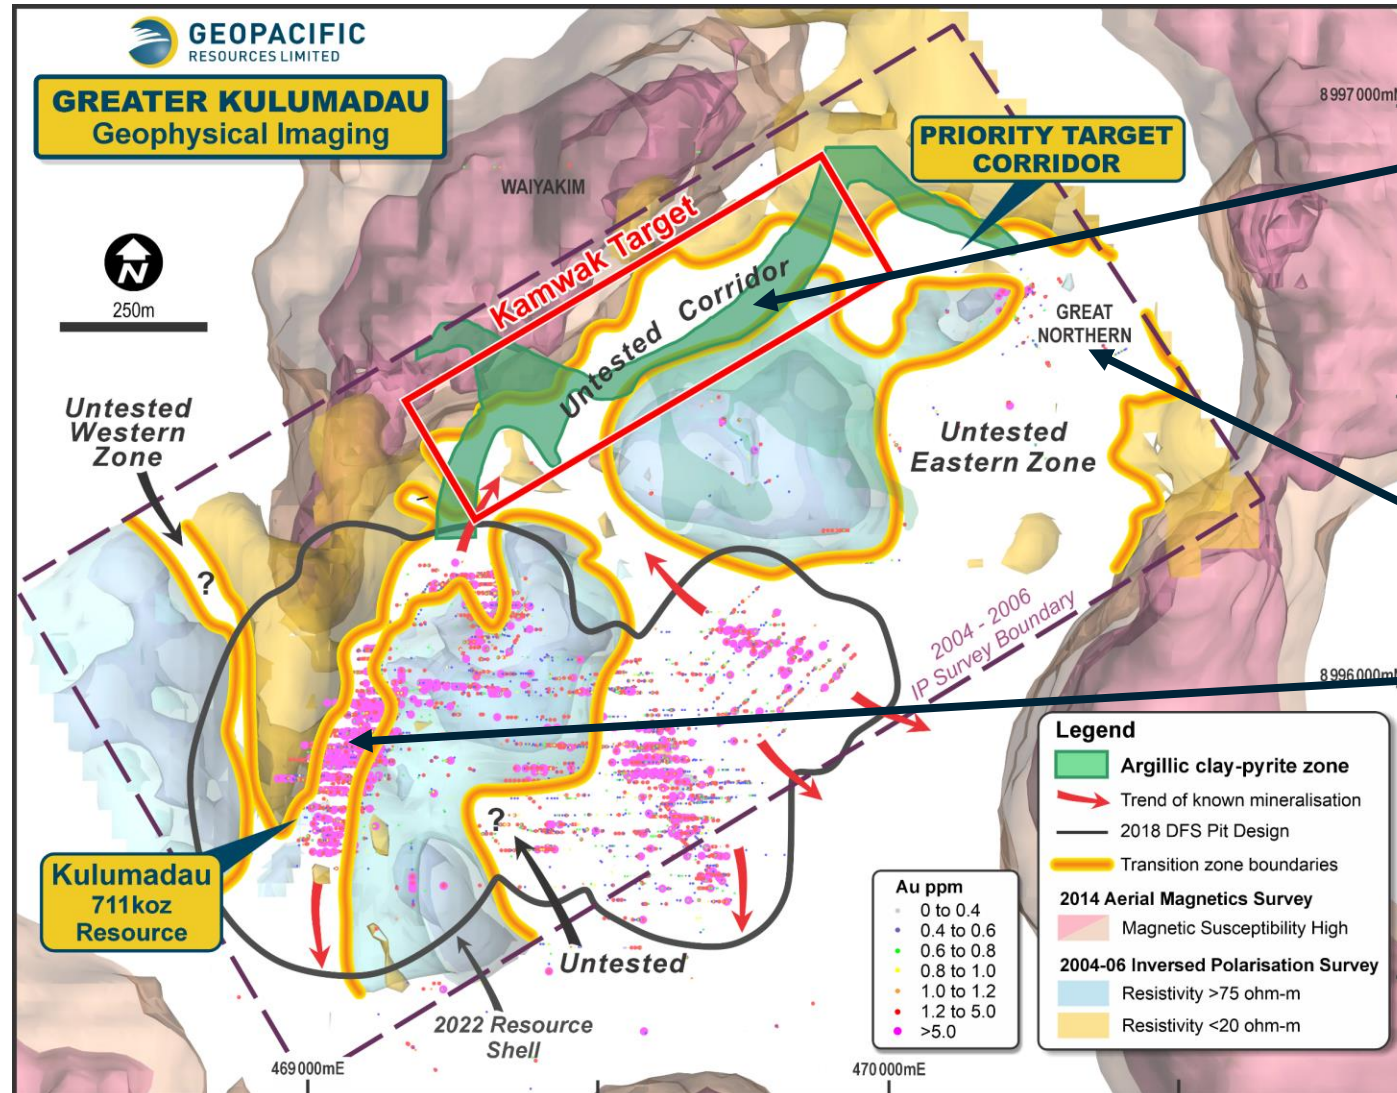 GEOPACIFIC
RESOURCES LIMITED
GREATER KULUMADAU
Geophysical Imaging
8997000mN
PRIORITY TARGET
CORRIDOR
WAIYAKIM
N
250m
Kamwak Target
Untested Corridor
GREAT
NORTHERN
Untested
Western
Zone
?
Untested
Eastern Zone
2004 - 2006
IP Survey Boundary
8996000mN
?
Kulumadau
711koz
Resource
Untested
2022 Resource
Shell
Au ppm
0 to 0.4
0.4 to 0.6
0.6 to 0.8
0.8 to 1.0
1.0 to 1.2
1.2 to 5.0
>5.0
Legend
Argillic clay-pyrite zone
Trend of known mineralisation
2018 DFS Pit Design
Transition zone boundaries
2014 Aerial Magnetics Survey
Magnetic Susceptibility High
2004-06 Inversed Polarisation Survey
Resistivity >75 ohm-m
Resistivity <20 ohm-m
469000mE
470000mE